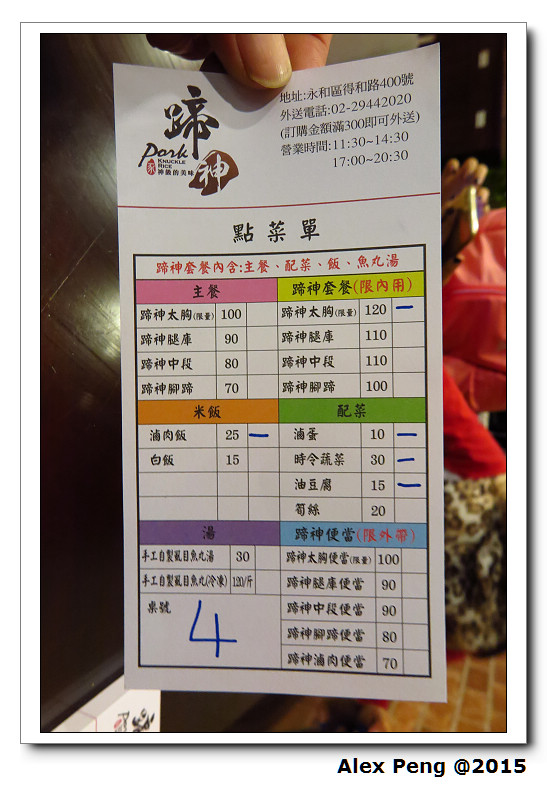 蹄神
Pork
KNUCKLE
RICE
神級的美味
地址:永和區得和路400號
外送電話:02-29442020
(訂購金額滿300即可外送)
營業時間:11:30~14:30
17:00~20:30
點菜單
蹄神套餐內含:主餐、配菜、飯、魚丸湯
主餐 蹄神套餐(限內用)
蹄神太胸(限量) 100 蹄神太胸(限量) 120 一
蹄神腿庫 90 蹄神腿庫 110
蹄神中段 80 蹄神中段 110
蹄神腳蹄 70 蹄神腳蹄 100
米飯 配菜
滷肉飯 25 一 滷蛋 10 一
白飯 15 時令蔬菜 30 一
油豆腐 15 一
筍絲 20
湯 蹄神便當(限外帶)
手工自製虱目魚丸湯 30 蹄神太胸便當(限量) 100
手工自製虱目魚丸(冷凍) 120/斤 蹄神腿庫便當 90
桌號 4 蹄神中段便當 90
蹄神腳蹄便當 80
蹄神滷肉便當 70
Alex Peng @2015